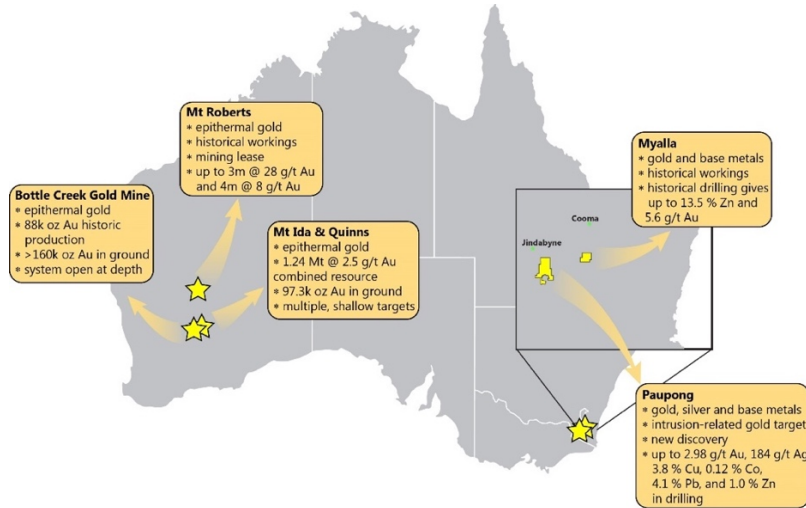 Mt Roberts
* epithermal gold
* historical workings
* mining lease
* up to 3m @ 28 g/t Au
and 4m @ 8 g/t Au
Bottle Creek Gold Mine
* epithermal gold
* 88k oz Au historic
production
* >160k oz Au in ground
* system open at depth
Mt Ida & Quinns
* epithermal gold
* 1.24 Mt @ 2.5 g/t Au
combined resource
* 97.3k oz Au in ground
* multiple, shallow targets
Myalla
* gold and base metals
* historical workings
* historical drilling gives
up to 13.5 % Zn and
5.6 g/t Au
Cooma
Jindabyne
Paupong
* gold, silver and base metals
* intrusion-related gold target
* new discovery
* up to 2.98 g/t Au, 184 g/t Ag
3.8 % Cu, 0.12 % Co,
4.1 % Pb, and 1.0 % Zn
in drilling